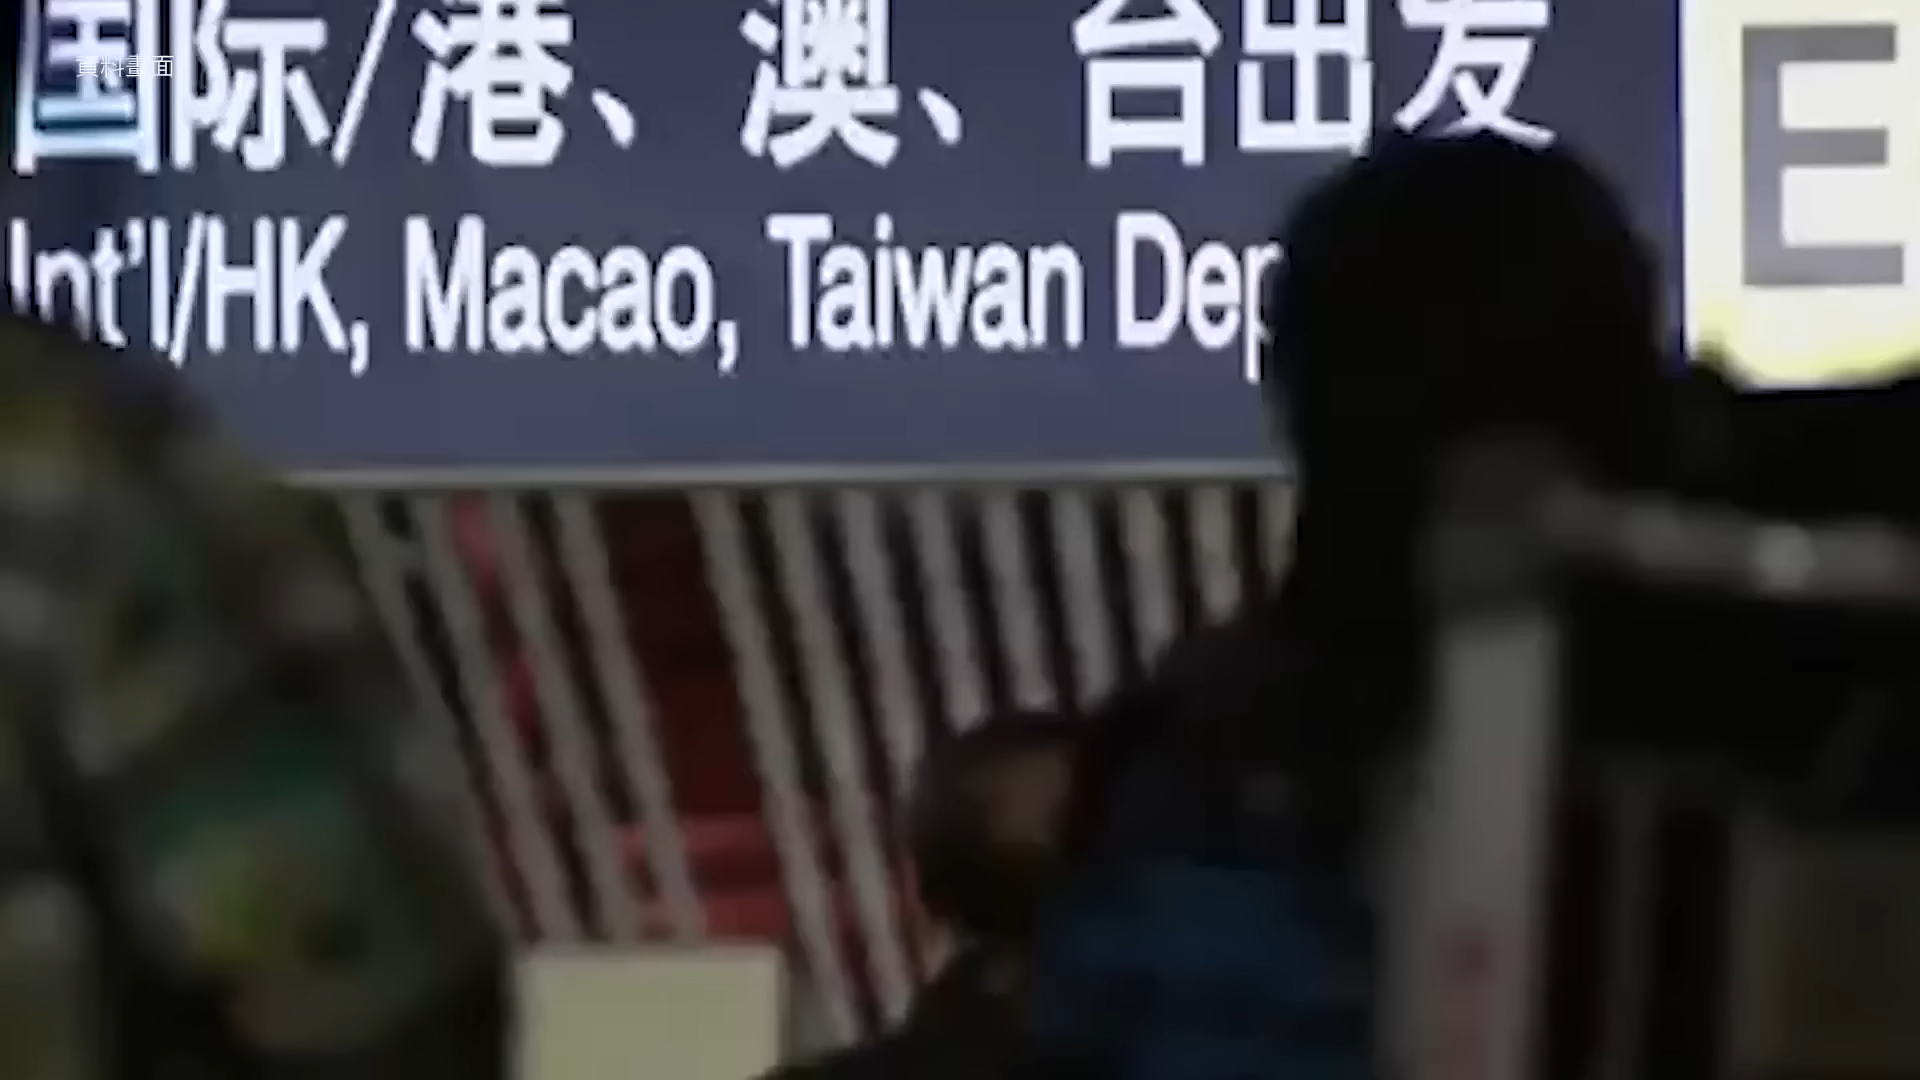 資料畫面
国际/港、澳、台出发
E
Int'l/HK, Macao, Taiwan Dep